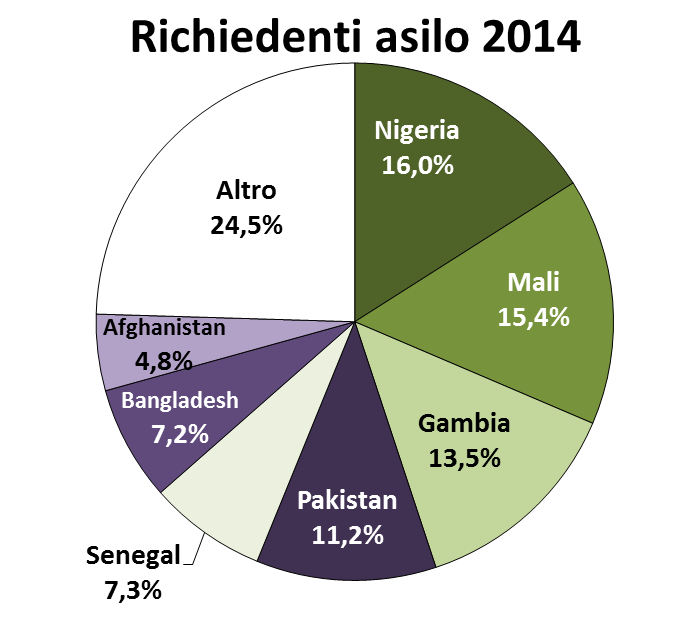 Richiedenti asilo 2014
Nigeria
16,0%
Mali
15,4%
Gambia
13,5%
Pakistan
11,2%
Senegal
7,3%
Bangladesh
7,2%
Afghanistan
4,8%
Altro
24,5%